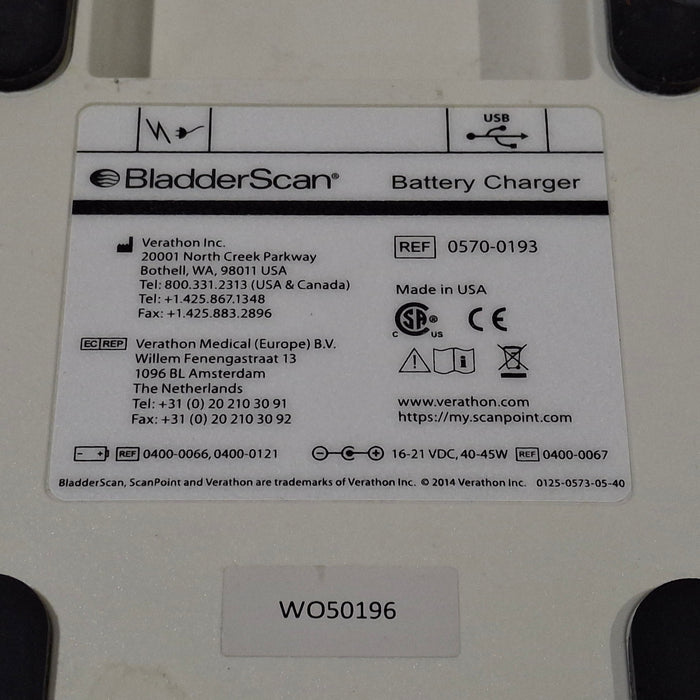 USB
BladderScan® Battery Charger
Verathon Inc.
20001 North Creek Parkway
Bothell, WA, 98011 USA
Tel: 800.331.2313 (USA & Canada)
Tel: +1.425.867.1348
Fax: +1.425.883.2896
EC REP Verathon Medical (Europe) B.V.
Willem Fenengastraat 13
1096 BL Amsterdam
The Netherlands
Tel: +31 (0) 20 210 30 91
Fax: +31 (0) 20 210 30 92
REF 0570-0193
Made in USA
C SA® US CE
www.verathon.com
https://my.scanpoint.com
REF 0400-0066, 0400-0121 16-21 VDC, 40-45W REF 0400-0067
BladderScan, ScanPoint and Verathon are trademarks of Verathon Inc. © 2014 Verathon Inc. 0125-0573-05-40
WO50196